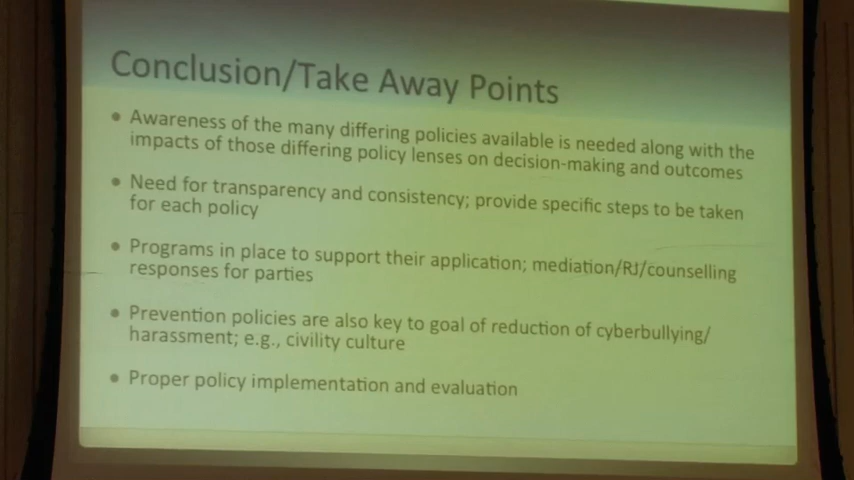 Conclusion/Take Away Points
• Awareness of the many differing policies available is needed along with the
impacts of those differing policy lenses on decision-making and outcomes
• Need for transparency and consistency; provide specific steps to be taken
for each policy
• Programs in place to support their application; mediation/RJ/counselling
responses for parties
• Prevention policies are also key to goal of reduction of cyberbullying/
harassment; e.g., civility culture
• Proper policy implementation and evaluation